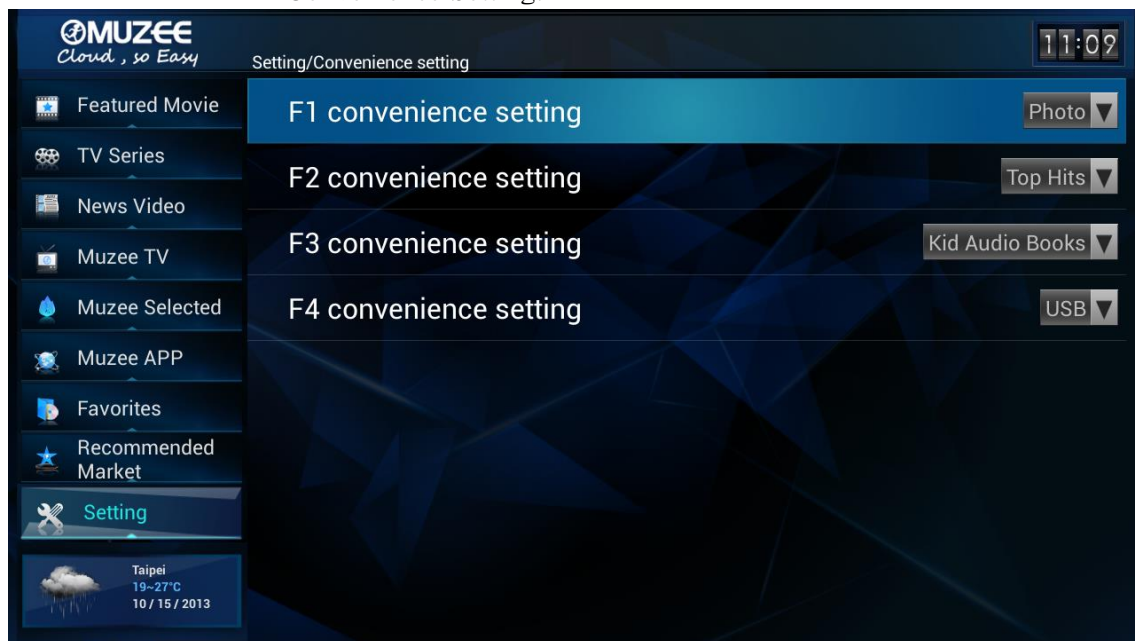 MUZEE
Cloud , so Easy
Setting/Convenience setting
11:09
Featured Movie
TV Series
News Video
Muzee TV
Muzee Selected
Muzee APP
Favorites
Recommended
Market
Setting
F1 convenience setting
Photo
F2 convenience setting
Top Hits
F3 convenience setting
Kid Audio Books
F4 convenience setting
USB
Taipei
19~27°C
10 / 15 / 2013